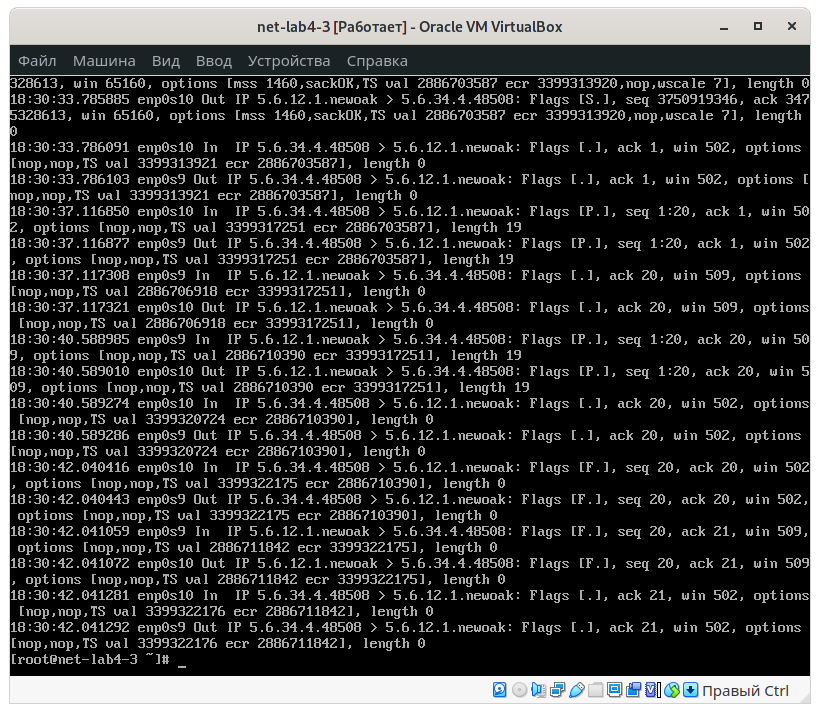 net-lab4-3 [Работает] - Oracle VM VirtualBox
Файл Машина Вид Ввод Устройства Справка
328613, win 65160, options [mss 1460,sackOK,TS val 2886703587 ecr 3399313920,nop,wscale 7], length 0
18:30:33.785885 enp0s10 Out IP 5.6.12.1.newoak > 5.6.34.4.48508: Flags [S.], seq 3750919346, ack 347
5328613, win 65160, options [mss 1460,sackOK,TS val 2886703587 ecr 3399313920,nop,wscale 7], length
0
18:30:33.786091 enp0s10 In  IP 5.6.34.4.48508 > 5.6.12.1.newoak: Flags [.], ack 1, win 502, options
[nop,nop,TS val 3399313921 ecr 2886703587], length 0
18:30:33.786103 enp0s9 Out IP 5.6.34.4.48508 > 5.6.12.1.newoak: Flags [.], ack 1, win 502, options [
nop,nop,TS val 3399313921 ecr 2886703587], length 0
18:30:37.116850 enp0s10 In  IP 5.6.34.4.48508 > 5.6.12.1.newoak: Flags [P.], seq 1:20, ack 1, win 50
2, options [nop,nop,TS val 3399317251 ecr 2886703587], length 19
18:30:37.116877 enp0s9 Out IP 5.6.34.4.48508 > 5.6.12.1.newoak: Flags [P.], seq 1:20, ack 1, win 502
, options [nop,nop,TS val 3399317251 ecr 2886703587], length 19
18:30:37.117308 enp0s9 In  IP 5.6.12.1.newoak > 5.6.34.4.48508: Flags [.], ack 20, win 509, options
[nop,nop,TS val 2886706918 ecr 3399317251], length 0
18:30:37.117321 enp0s10 Out IP 5.6.12.1.newoak > 5.6.34.4.48508: Flags [.], ack 20, win 509, options
[nop,nop,TS val 2886706918 ecr 3399317251], length 0
18:30:40.588985 enp0s9 In  IP 5.6.12.1.newoak > 5.6.34.4.48508: Flags [P.], seq 1:20, ack 20, win 50
9, options [nop,nop,TS val 2886710390 ecr 3399317251], length 19
18:30:40.589010 enp0s10 Out IP 5.6.12.1.newoak > 5.6.34.4.48508: Flags [P.], seq 1:20, ack 20, win 5
09, options [nop,nop,TS val 2886710390 ecr 3399317251], length 19
18:30:40.589274 enp0s10 In  IP 5.6.34.4.48508 > 5.6.12.1.newoak: Flags [.], ack 20, win 502, options
[nop,nop,TS val 3399320724 ecr 2886710390], length 0
18:30:40.589286 enp0s9 Out IP 5.6.34.4.48508 > 5.6.12.1.newoak: Flags [.], ack 20, win 502, options
[nop,nop,TS val 3399320724 ecr 2886710390], length 0
18:30:42.040416 enp0s10 In  IP 5.6.34.4.48508 > 5.6.12.1.newoak: Flags [F.], seq 20, ack 20, win 502
, options [nop,nop,TS val 3399322175 ecr 2886710390], length 0
18:30:42.040443 enp0s9 Out IP 5.6.34.4.48508 > 5.6.12.1.newoak: Flags [F.], seq 20, ack 20, win 502,
options [nop,nop,TS val 3399322175 ecr 2886710390], length 0
18:30:42.041059 enp0s9 In  IP 5.6.12.1.newoak > 5.6.34.4.48508: Flags [F.], seq 20, ack 21, win 509,
options [nop,nop,TS val 2886711842 ecr 3399322175], length 0
18:30:42.041072 enp0s10 Out IP 5.6.12.1.newoak > 5.6.34.4.48508: Flags [F.], seq 20, ack 21, win 509
, options [nop,nop,TS val 2886711842 ecr 3399322175], length 0
18:30:42.041281 enp0s10 In  IP 5.6.34.4.48508 > 5.6.12.1.newoak: Flags [.], ack 21, win 502, options
[nop,nop,TS val 3399322176 ecr 2886711842], length 0
18:30:42.041292 enp0s9 Out IP 5.6.34.4.48508 > 5.6.12.1.newoak: Flags [.], ack 21, win 502, options
[nop,nop,TS val 3399322176 ecr 2886711842], length 0
[root@net-lab4-3 ~]# _
Правый Ctrl